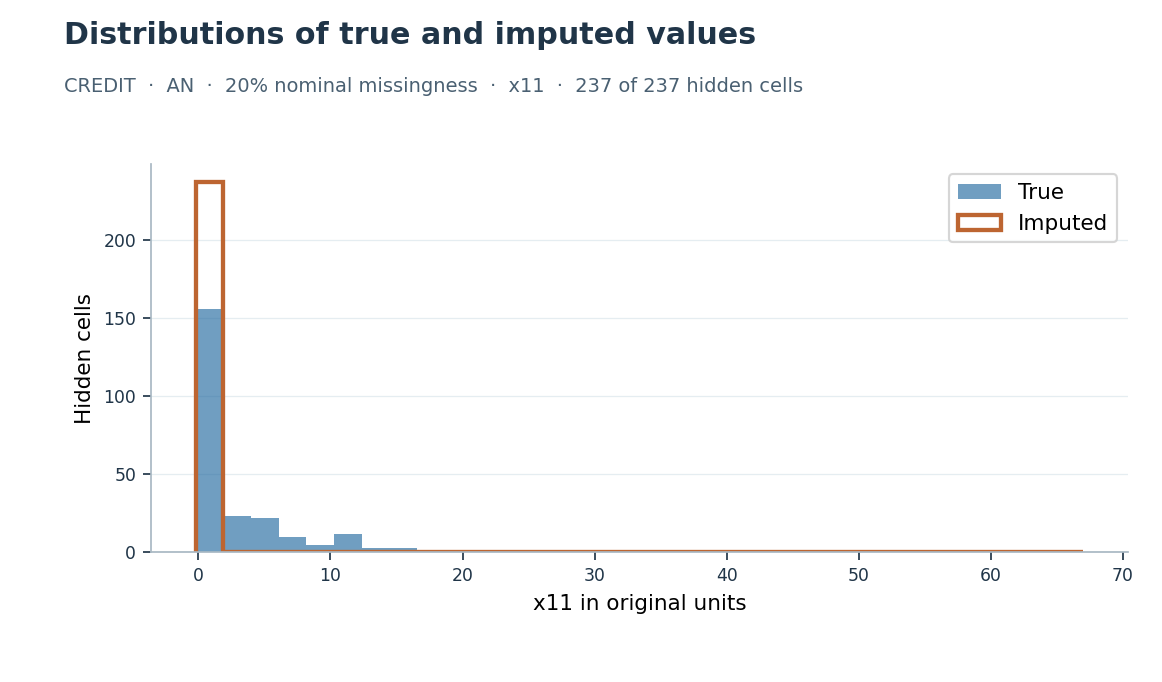 Distributions of true and imputed values
CREDIT · AN · 20% nominal missingness · x11 · 237 of 237 hidden cells
True
Imputed
Hidden cells
200
150
100
50
0
0 10 20 30 40 50 60 70
x11 in original units